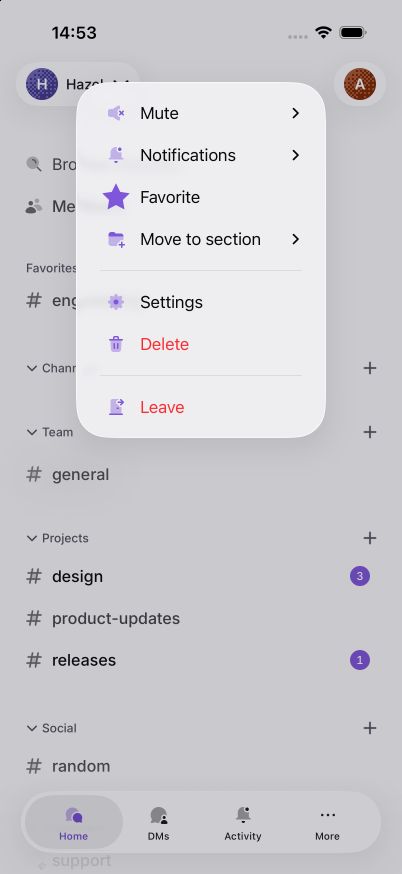 14:53
H Hazel
A
Mute
Notifications
Favorite
Move to section
Settings
Delete
Leave
Favorites
Team
general
Projects
design 3
product-updates
releases 1
Social
random
Home
DMs
Activity
More
support